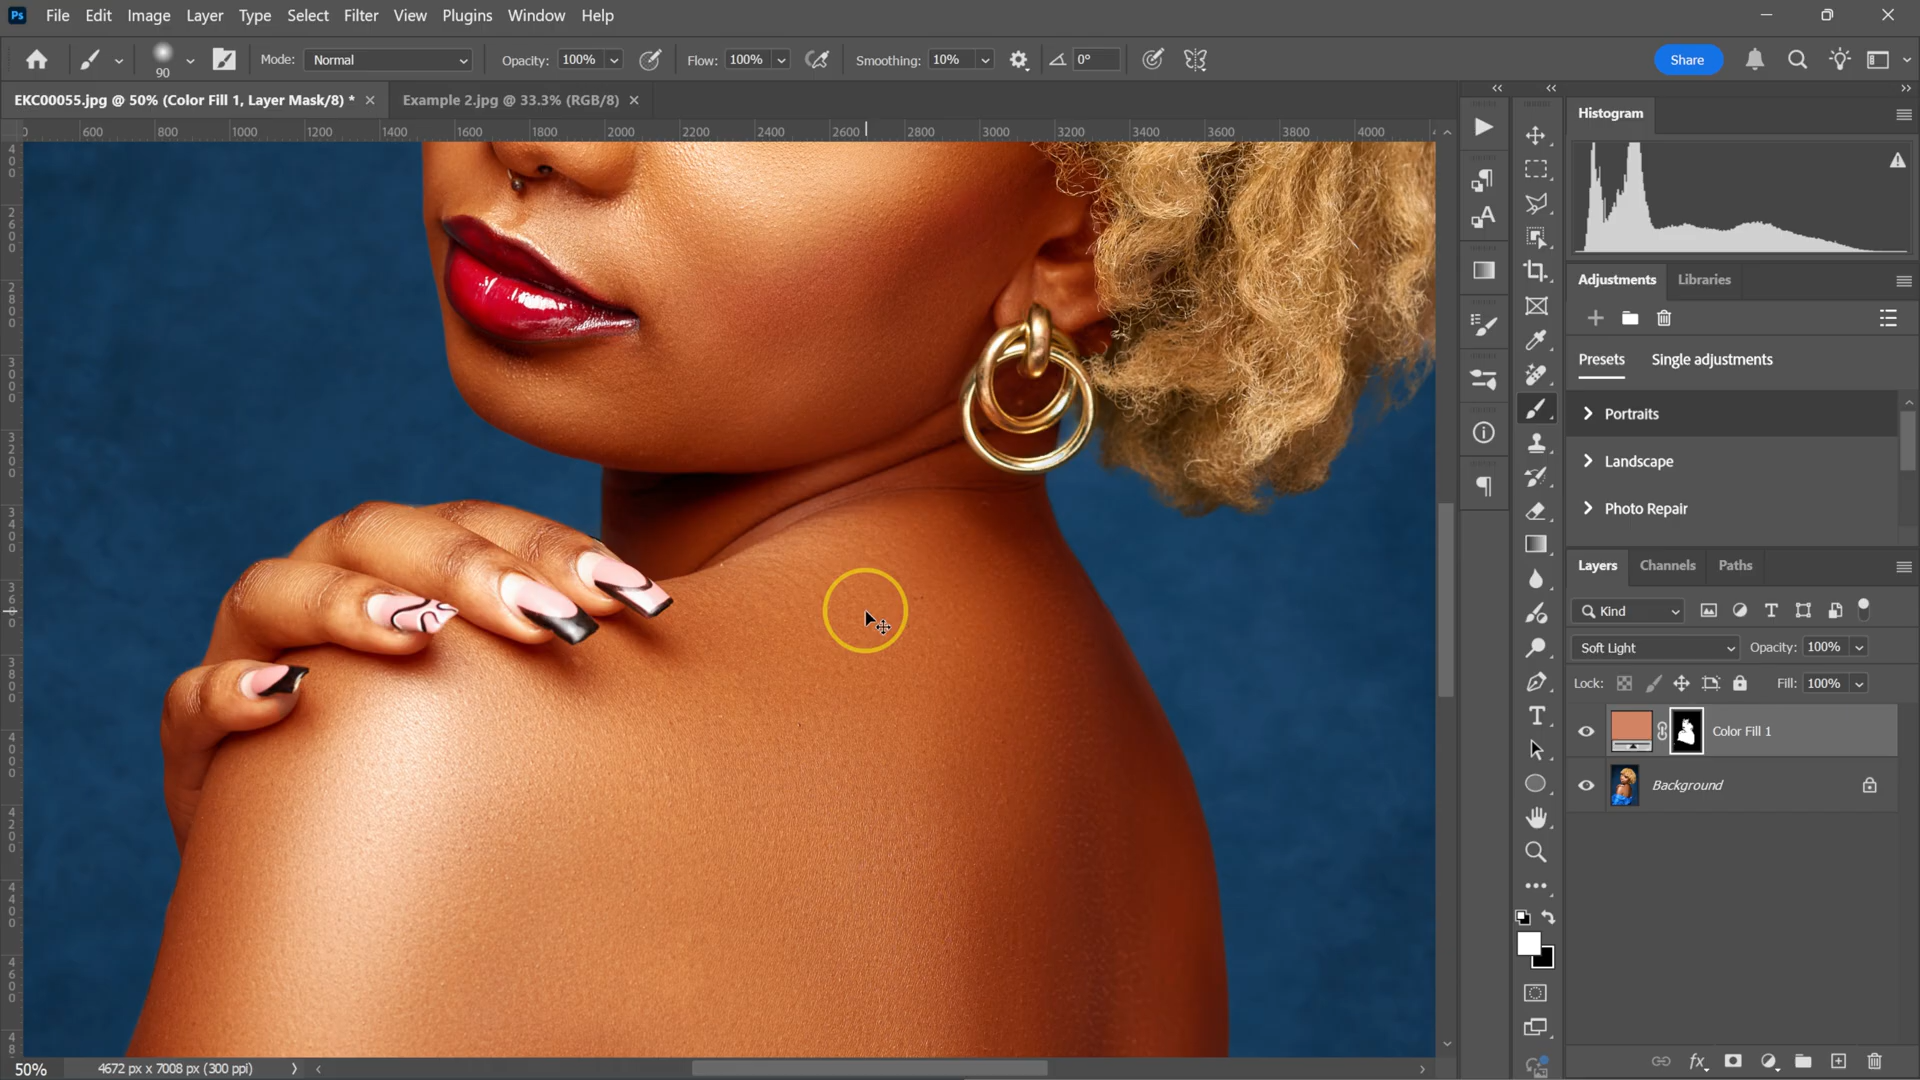 Ps File Edit Image Layer Type Select Filter View Plugins Window Help
90 Mode: Normal Opacity: 100% Flow: 100% Smoothing: 10% 0° Share
EKC00055.jpg @ 50% (Color Fill 1, Layer Mask/8) * Example 2.jpg @ 33.3% (RGB/8)
600 800 1000 1200 1400 1600 1800 2000 2200 2400 2600 2800 3000 3200 3400 3600 3800 4000
Histogram
Adjustments Libraries
Presets Single adjustments
Portraits
Landscape
Photo Repair
Layers Channels Paths
Kind
Soft Light Opacity: 100%
Lock: Fill: 100%
Color Fill 1
Background
50% 4672 px x 7008 px (300 ppi)